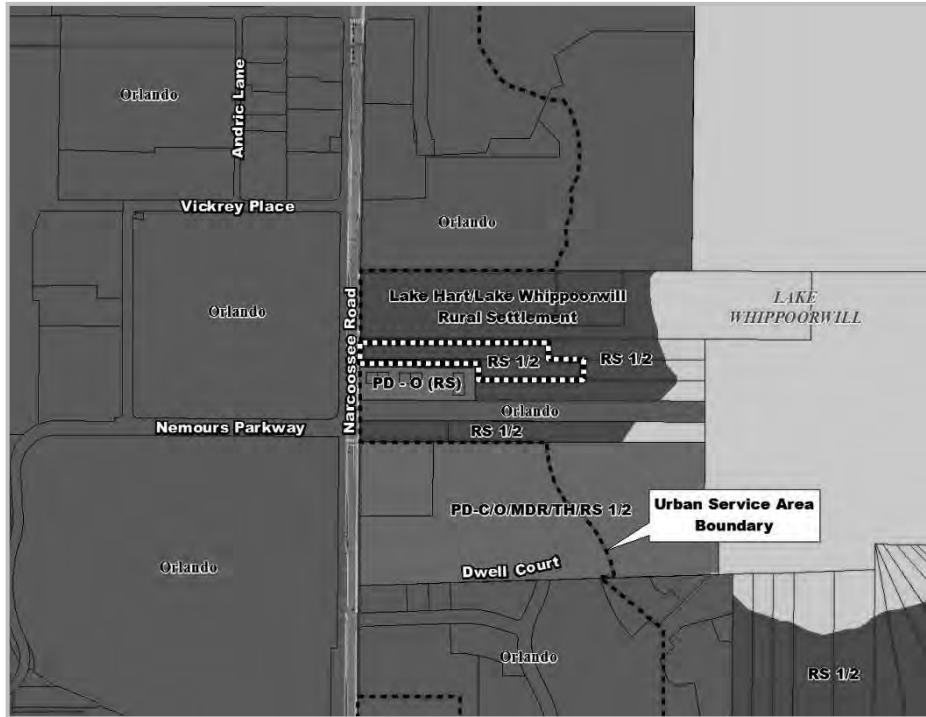 Orlando
Andric Lane
Vickrey Place
Orlando
Orlando
Narcoossee Road
Lake Hart/Lake Whippoorwill
Rural Settlement
LAKE
WHIPPOORWILL
RS 1/2
RS 1/2
PD - O (RS)
Orlando
Nemours Parkway
RS 1/2
PD-C/O/MDR/TH/RS 1/2
Urban Service Area
Boundary
Orlando
Dwell Court
Orlando
RS 1/2